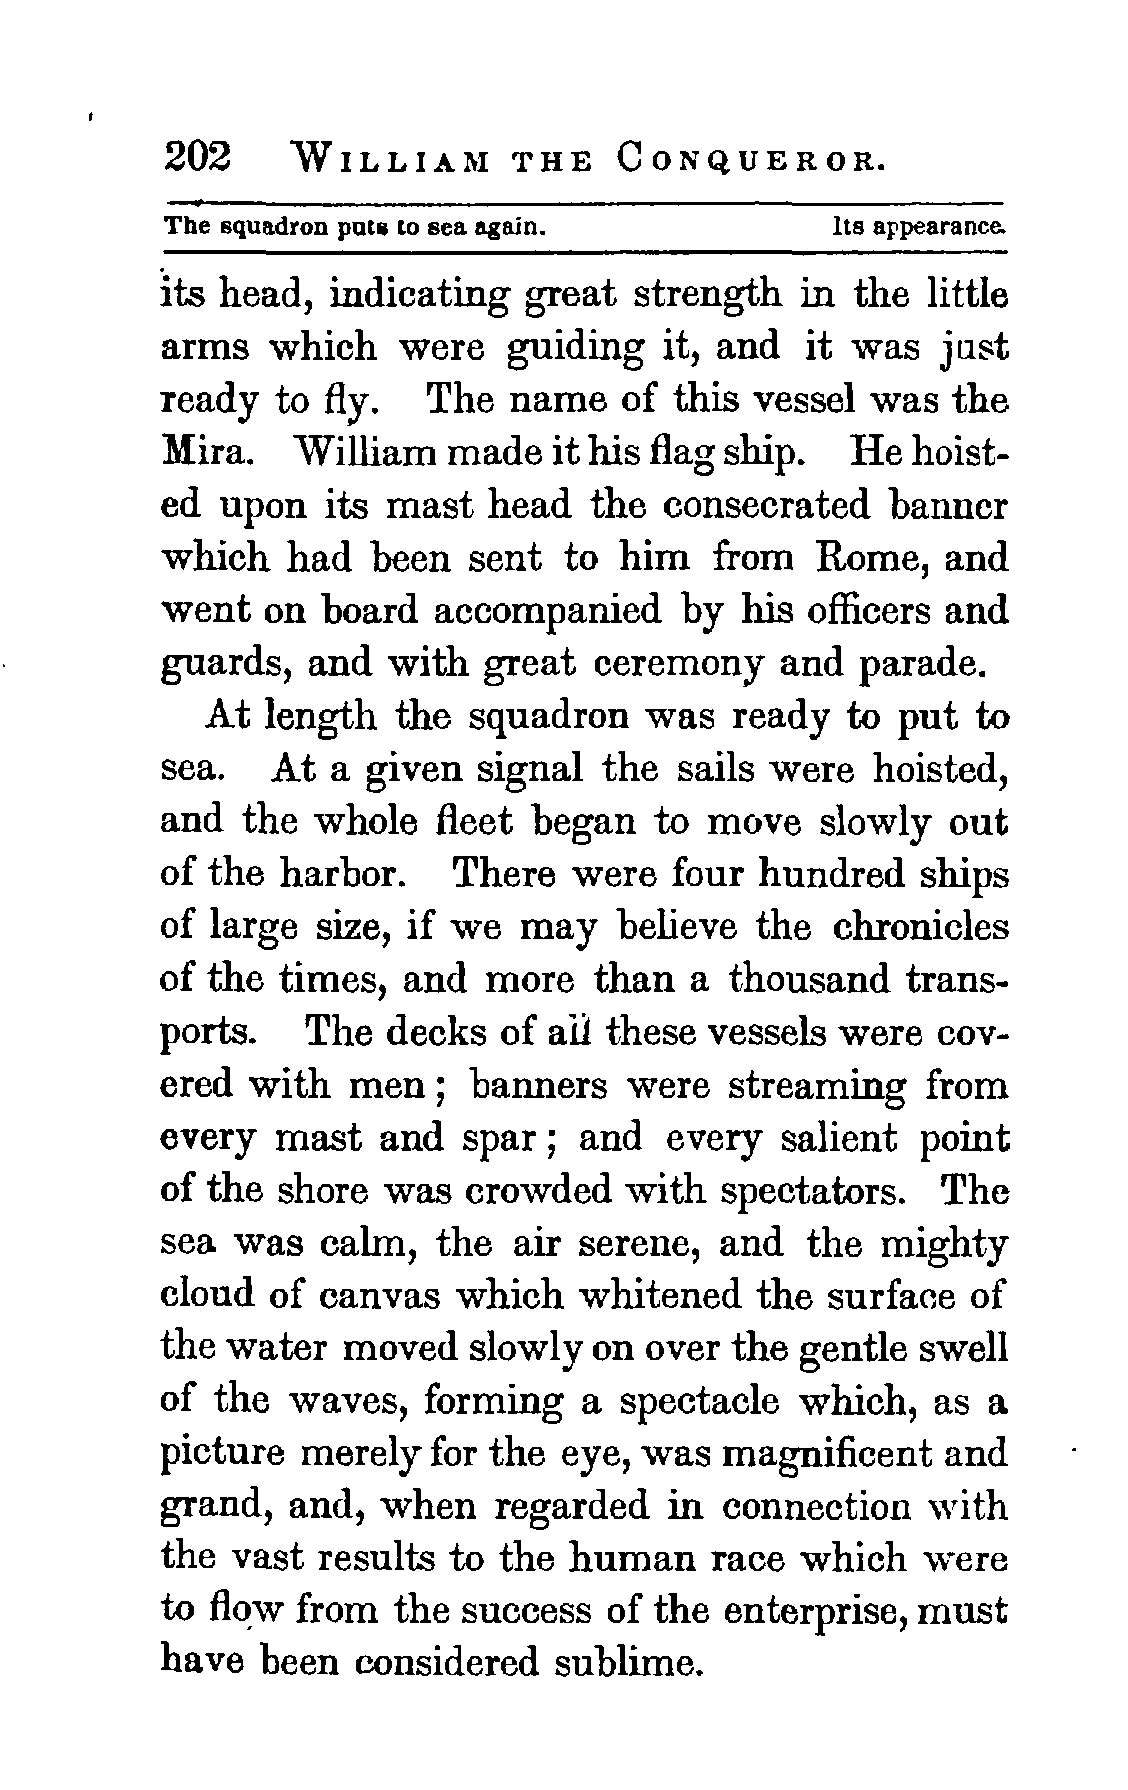 202 WILLIAM THE CONQUEROR.
The squadron puts to sea again. Its appearance.
its head, indicating great strength in the little
arms which were guiding it, and it was just
ready to fly. The name of this vessel was the
Mira. William made it his flag ship. He hoist-
ed upon its mast head the consecrated banner
which had been sent to him from Rome, and
went on board accompanied by his officers and
guards, and with great ceremony and parade.
At length the squadron was ready to put to
sea. At a given signal the sails were hoisted,
and the whole fleet began to move slowly out
of the harbor. There were four hundred ships
of large size, if we may believe the chronicles
of the times, and more than a thousand trans-
ports. The decks of all these vessels were cov-
ered with men; banners were streaming from
every mast and spar; and every salient point
of the shore was crowded with spectators. The
sea was calm, the air serene, and the mighty
cloud of canvas which whitened the surface of
the water moved slowly on over the gentle swell
of the waves, forming a spectacle which, as a
picture merely for the eye, was magnificent and
grand, and, when regarded in connection with
the vast results to the human race which were
to flow from the success of the enterprise, must
have been considered sublime.